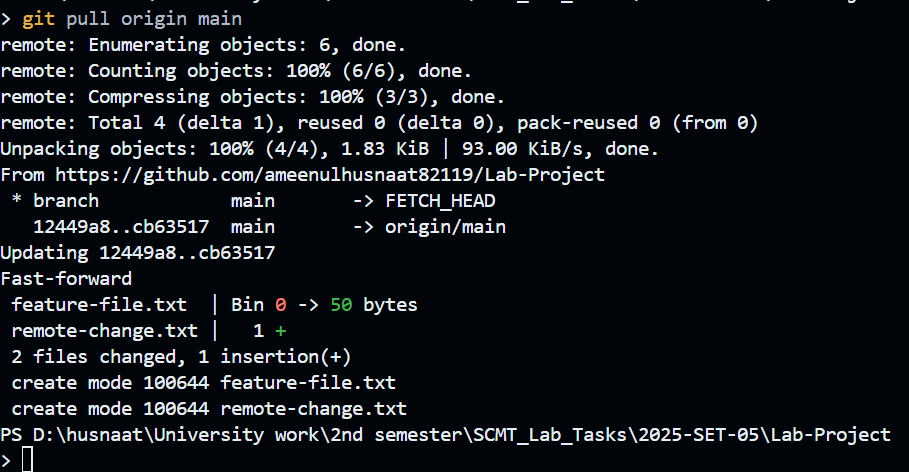 > git pull origin main
remote: Enumerating objects: 6, done.
remote: Counting objects: 100% (6/6), done.
remote: Compressing objects: 100% (3/3), done.
remote: Total 4 (delta 1), reused 0 (delta 0), pack-reused 0 (from 0)
Unpacking objects: 100% (4/4), 1.83 KiB | 93.00 KiB/s, done.
From https://github.com/ameenulhusnaat82119/Lab-Project
 * branch            main       -> FETCH_HEAD
   12449a8..cb63517  main       -> origin/main
Updating 12449a8..cb63517
Fast-forward
 feature-file.txt  | Bin 0 -> 50 bytes
 remote-change.txt |   1 +
 2 files changed, 1 insertion(+)
 create mode 100644 feature-file.txt
 create mode 100644 remote-change.txt
PS D:\husnaat\University work\2nd semester\SCMT_Lab_Tasks\2025-SET-05\Lab-Project
>